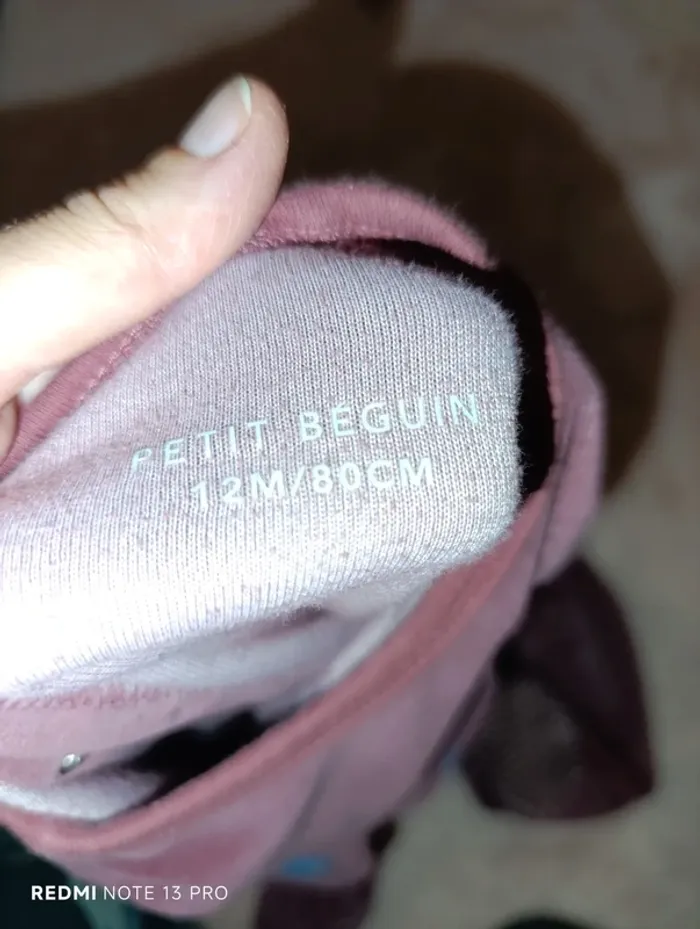 PETIT BEGUIN
12M/80CM
REDMI NOTE 13 PRO